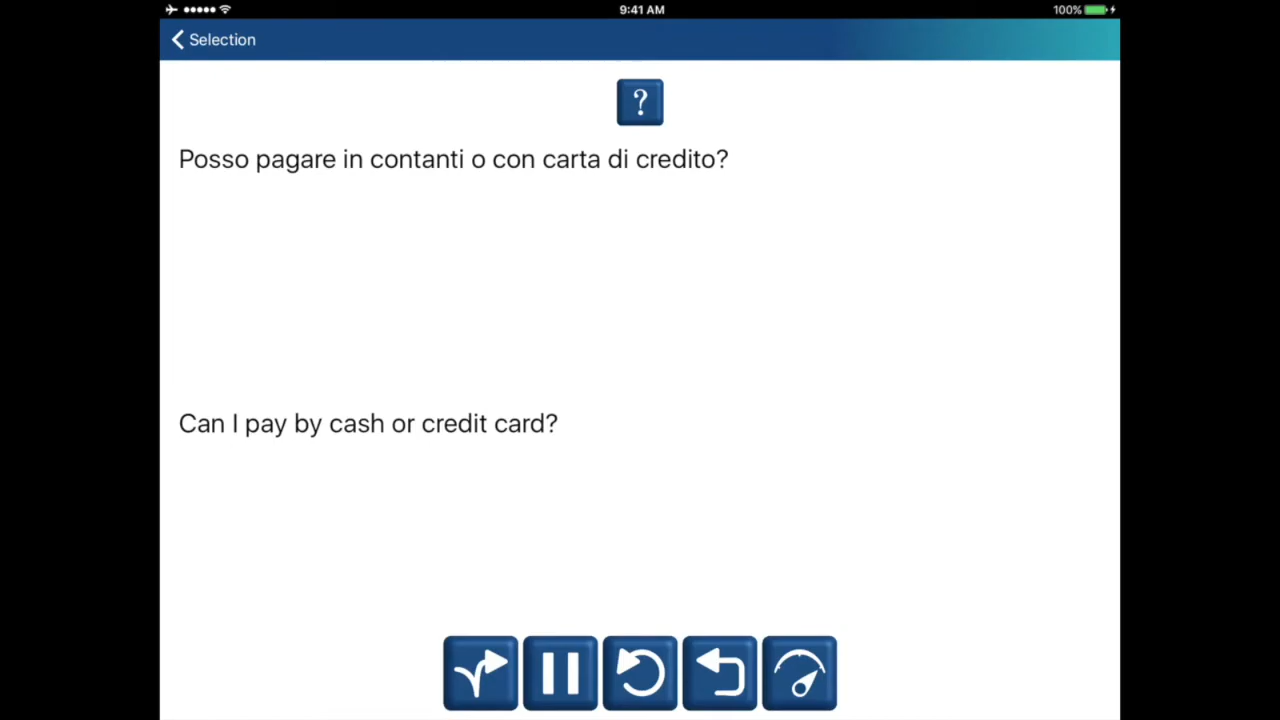 9:41 AM
100%
Selection
?
Posso pagare in contanti o con carta di credito?
Can I pay by cash or credit card?